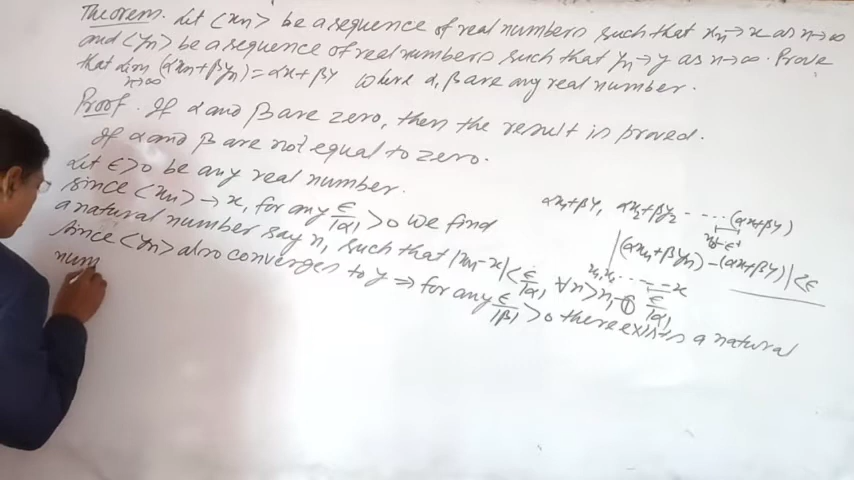 Theorem. Let <xn> be a sequence of real numbers such that xn→x as n→∞
and <yn> be a sequence of real numbers such that yn→y as n→∞. Prove
that lim n→∞ (αxn+βyn) = αx+βy where α, β are any real number.
Proof. If α and β are zero, then the result is proved.
If α and β are not equal to zero.
Let ϵ>0 be any real number.
since <xn> → x, for any ϵ/|α| >0 we find
a natural number say n1 such that |xn-x| < ϵ/|α| ∀ n>n1 -①
since <yn> also converges to y ⇒ for any ϵ/|β| >0 there exists a natural
num
αx1+βy1 αx2+βy2 ------ (αx+βy)
|(αxn+βyn)-(αx+βy)|<ϵ
x1,x2 ---- --x
ϵ/|α|